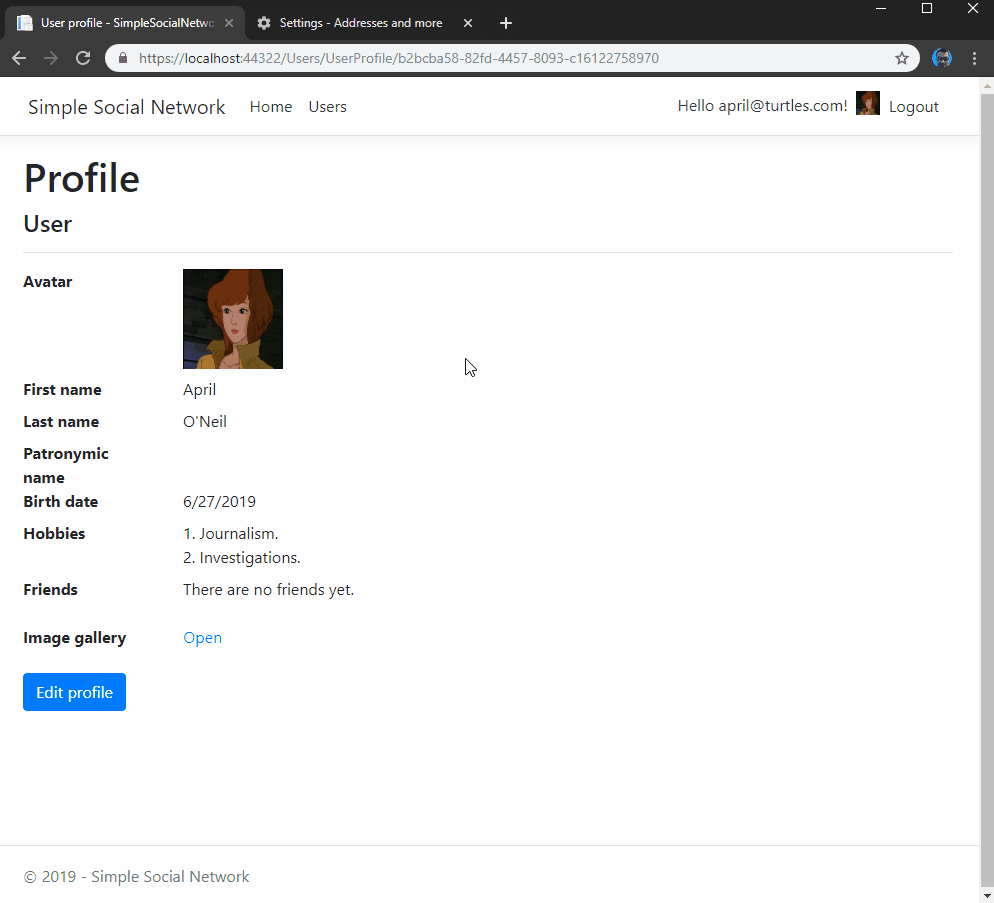 User profile - SimpleSocialNetwo
Settings - Addresses and more
https://localhost:44322/Users/UserProfile/b2bcba58-82fd-4457-8093-c16122758970
Simple Social Network Home Users Hello april@turtles.com! Logout
Profile
User
Avatar
First name April
Last name O'Neil
Patronymic
name
Birth date 6/27/2019
Hobbies 1. Journalism.
2. Investigations.
Friends There are no friends yet.
Image gallery Open
Edit profile
© 2019 - Simple Social Network